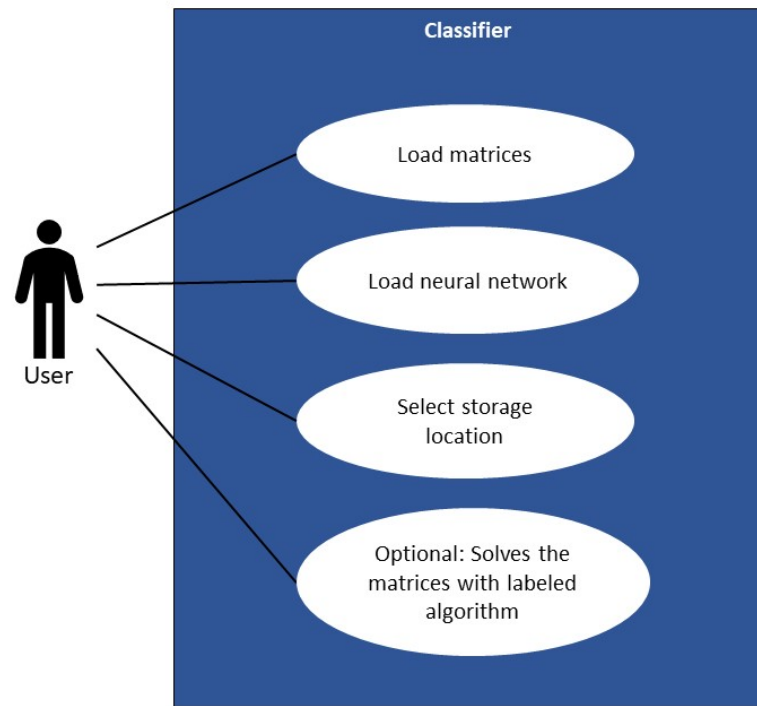 Classifier
Load matrices
Load neural network
User
Select storage
location
Optional: Solves the
matrices with labeled
algorithm